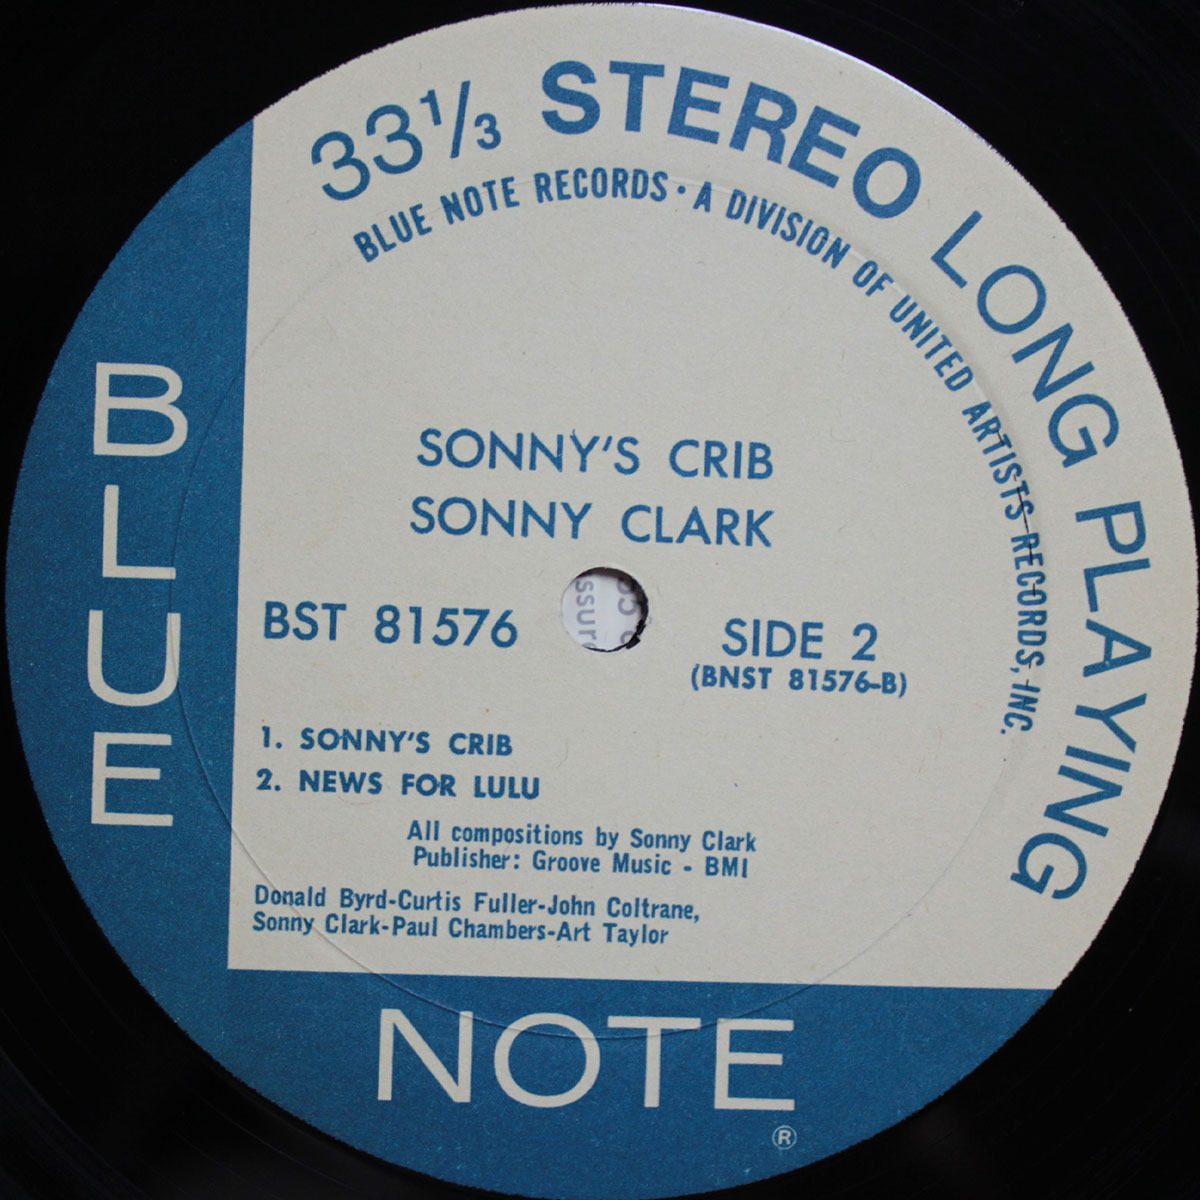 33⅓ STEREO LONG PLAYING
BLUE NOTE RECORDS · A DIVISION OF UNITED ARTISTS RECORDS, INC.
SONNY'S CRIB
SONNY CLARK
BST 81576
SIDE 2
(BNST 81576-B)
1. SONNY'S CRIB
2. NEWS FOR LULU
All compositions by Sonny Clark
Publisher: Groove Music - BMI
Donald Byrd-Curtis Fuller-John Coltrane,
Sonny Clark-Paul Chambers-Art Taylor
BLUE
NOTE
®